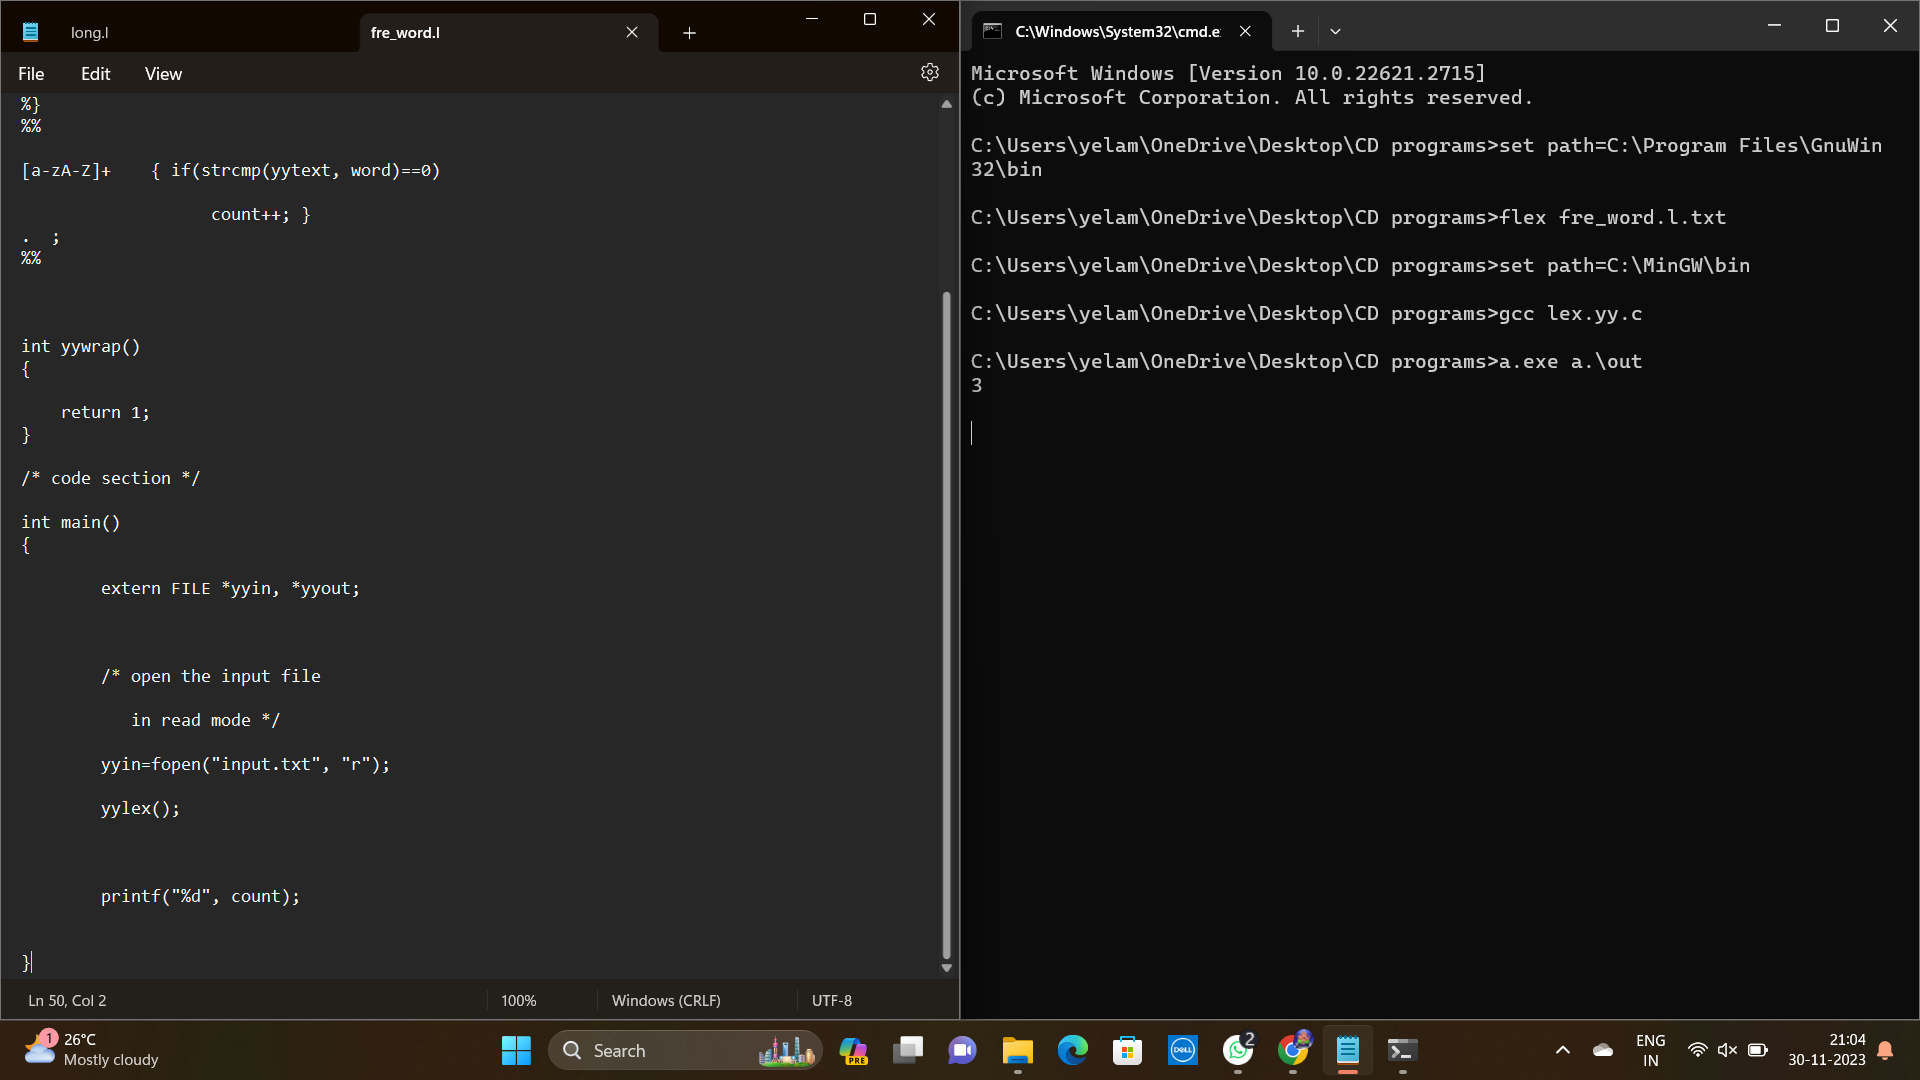 long.l
fre_word.l
File
Edit
View
%}
%%
[a-zA-Z]+    { if(strcmp(yytext, word)==0)
count++; }
.  ;
%%
int yywrap()
{
return 1;
}
/* code section */
int main()
{
extern FILE *yyin, *yyout;
/* open the input file
in read mode */
yyin=fopen("input.txt", "r");
yylex();
printf("%d", count);
}
Ln 50, Col 2
100%
Windows (CRLF)
UTF-8
C:\Windows\System32\cmd.e
Microsoft Windows [Version 10.0.22621.2715]
(c) Microsoft Corporation. All rights reserved.
C:\Users\yelam\OneDrive\Desktop\CD programs>set path=C:\Program Files\GnuWin
32\bin
C:\Users\yelam\OneDrive\Desktop\CD programs>flex fre_word.l.txt
C:\Users\yelam\OneDrive\Desktop\CD programs>set path=C:\MinGW\bin
C:\Users\yelam\OneDrive\Desktop\CD programs>gcc lex.yy.c
C:\Users\yelam\OneDrive\Desktop\CD programs>a.exe a.\out
3
1
26°C
Mostly cloudy
Search
PRE
DELL
2
ENG
IN
21:04
30-11-2023